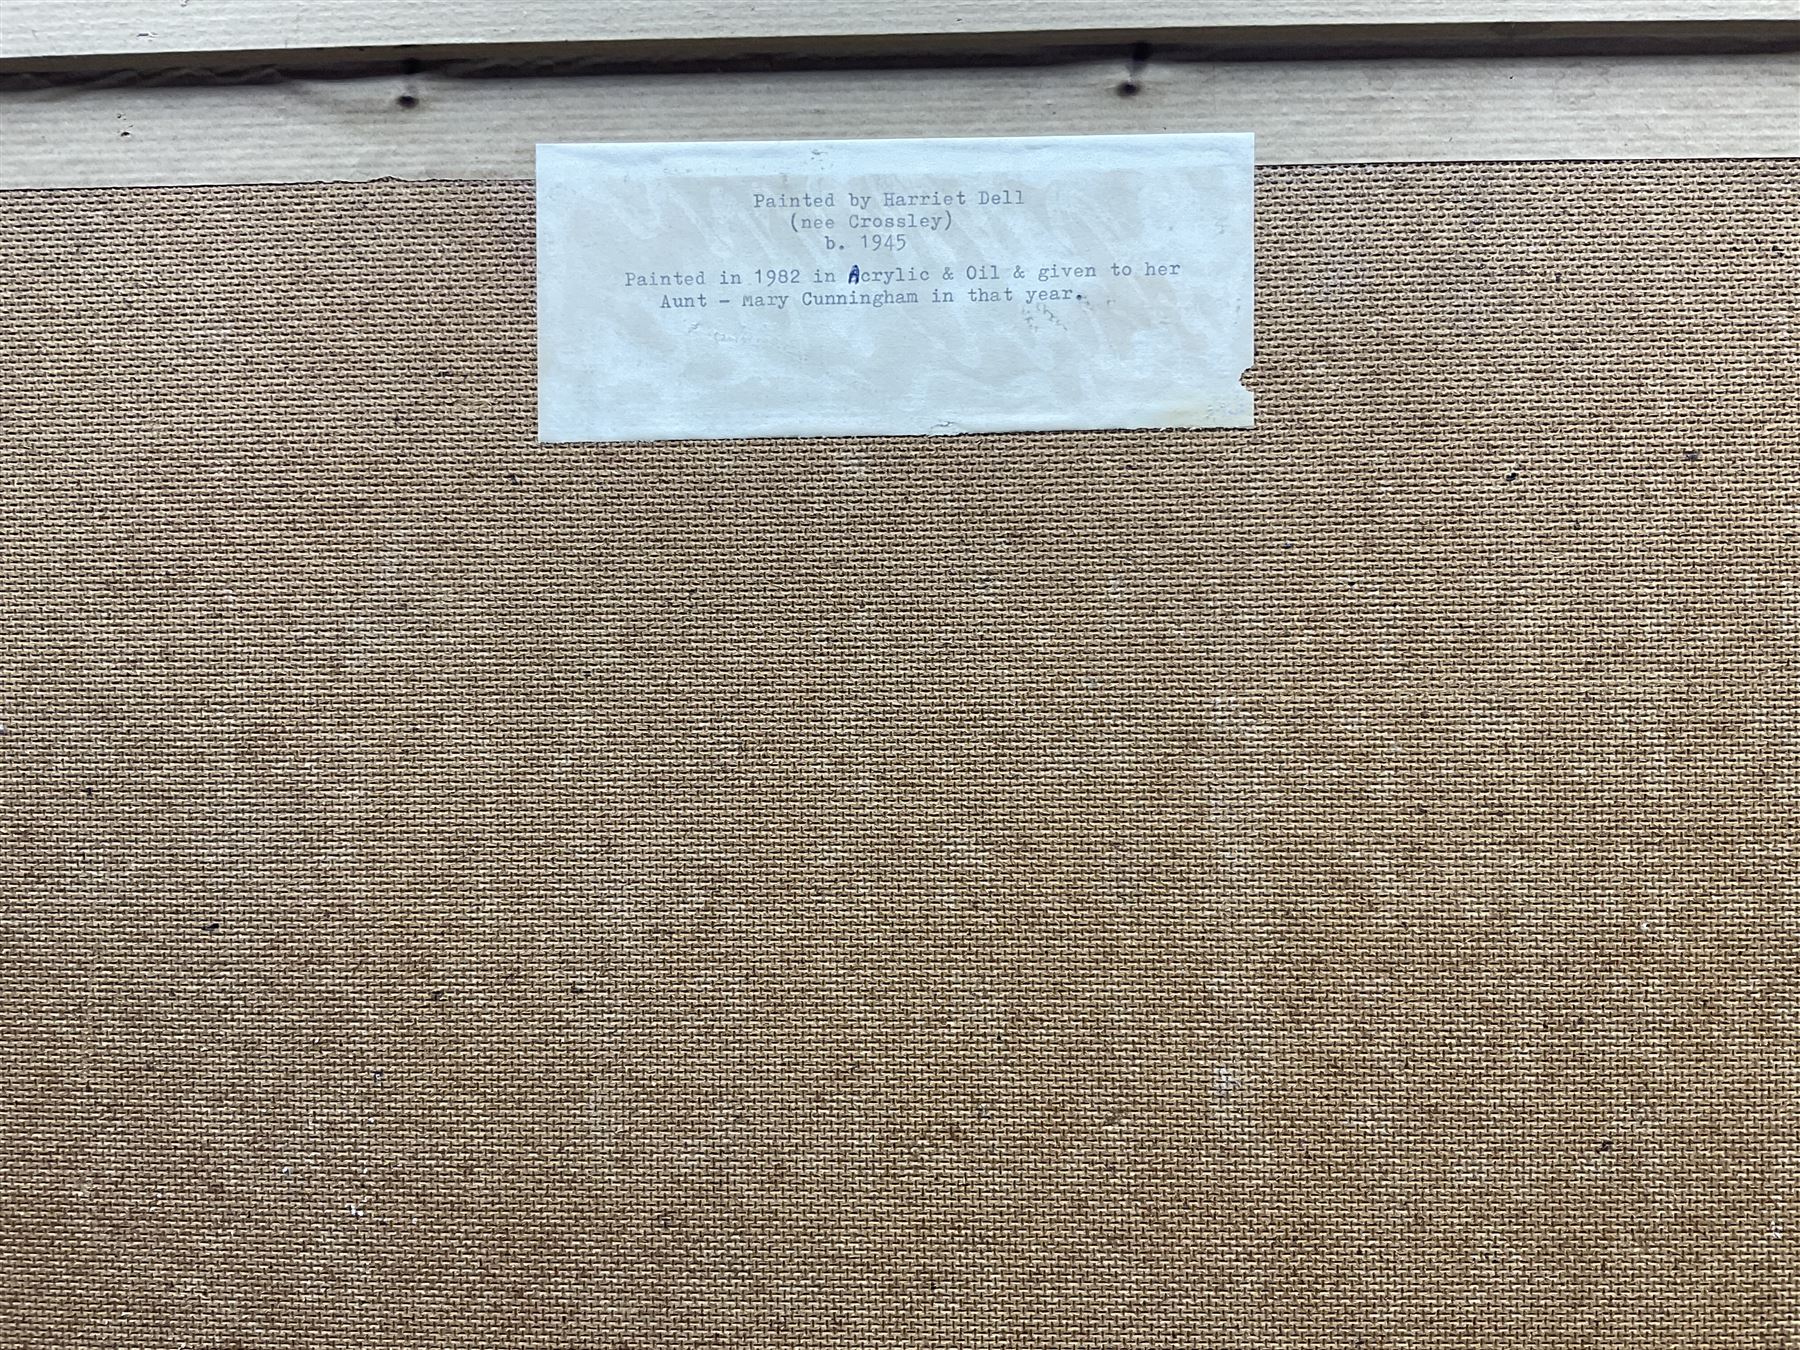 Painted by Harriet Dell
(nee Crossley)
b. 1945
Painted in 1982 in Acrylic & Oil & given to her
Aunt - Mary Cunningham in that year.